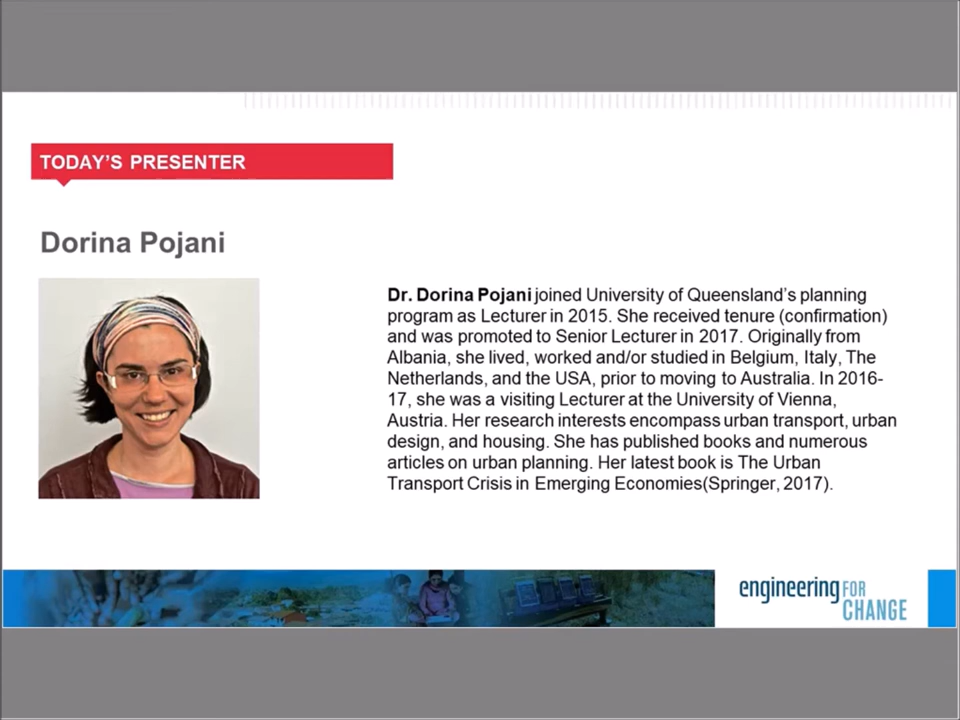 TODAY'S PRESENTER
Dorina Pojani
Dr. Dorina Pojani joined University of Queensland's planning
program as Lecturer in 2015. She received tenure (confirmation)
and was promoted to Senior Lecturer in 2017. Originally from
Albania, she lived, worked and/or studied in Belgium, Italy, The
Netherlands, and the USA, prior to moving to Australia. In 2016-
17, she was a visiting Lecturer at the University of Vienna,
Austria. Her research interests encompass urban transport, urban
design, and housing. She has published books and numerous
articles on urban planning. Her latest book is The Urban
Transport Crisis in Emerging Economies(Springer, 2017).
engineering FOR
CHANGE